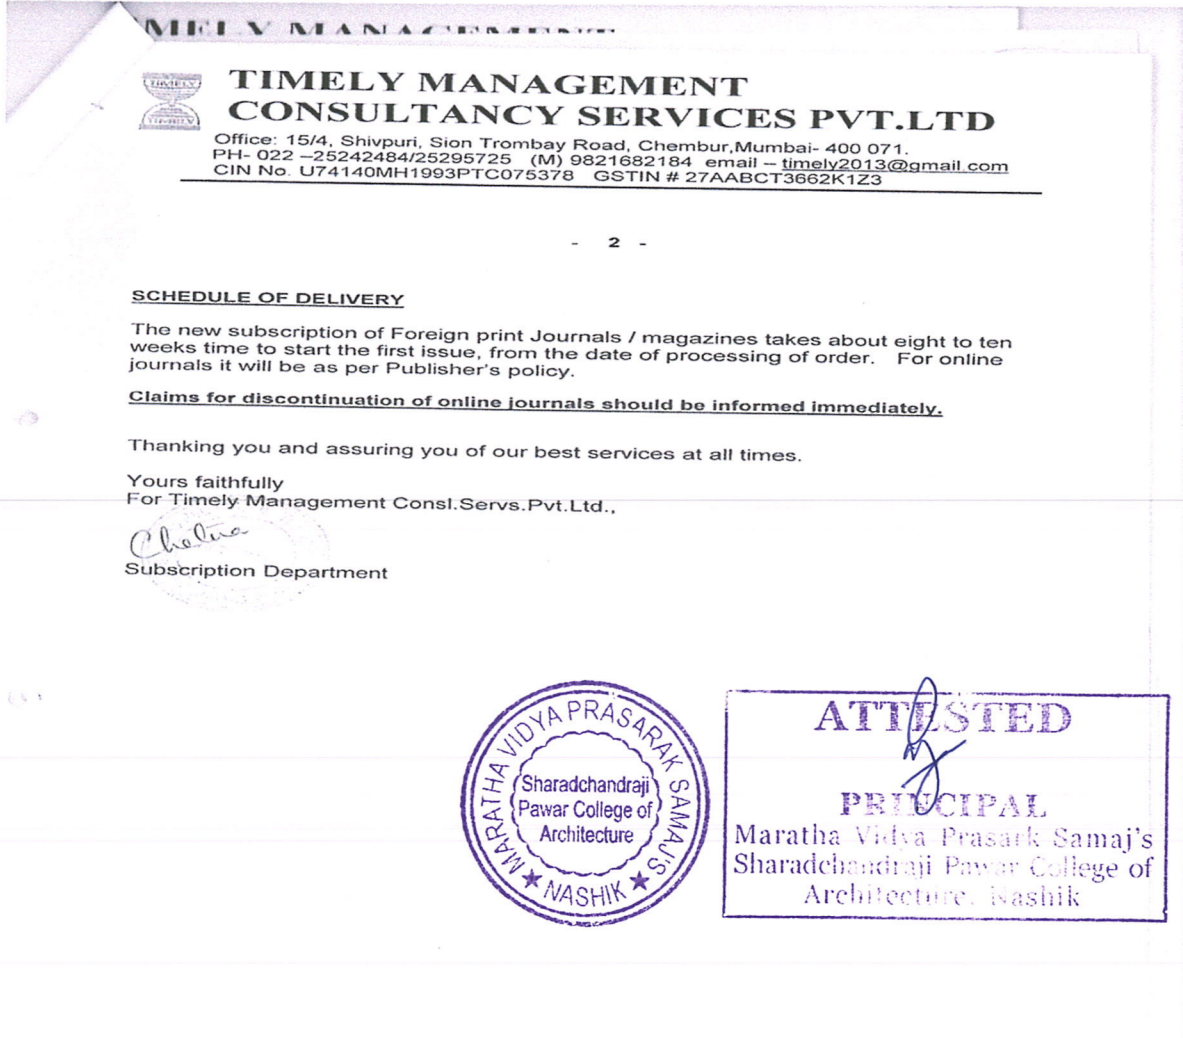 TIMELY MANAGEMENT
TIMELY
TIMELY
TIMELY MANAGEMENT
CONSULTANCY SERVICES PVT.LTD
Office: 15/4, Shivpuri, Sion Trombay Road, Chembur,Mumbai- 400 071.
PH- 022 –25242484/25295725 (M) 9821682184 email – timely2013@gmail.com
CIN No. U74140MH1993PTC075378 GSTIN # 27AABCT3662K1Z3
- 2 -
SCHEDULE OF DELIVERY
The new subscription of Foreign print Journals / magazines takes about eight to ten
weeks time to start the first issue, from the date of processing of order. For online
journals it will be as per Publisher's policy.
Claims for discontinuation of online journals should be informed immediately.
Thanking you and assuring you of our best services at all times.
Yours faithfully
For Timely Management Consl.Servs.Pvt.Ltd.,
Chetna
Subscription Department
MARATHA VIDYA PRASARAK SAMAJ'S
Sharadchandraji
Pawar College of
Architecture
★ NASHIK ★
ATTESTED
PRINCIPAL
Maratha Vidya Prasark Samaj's
Sharadchandraji Pawar College of
Architecture, Nashik